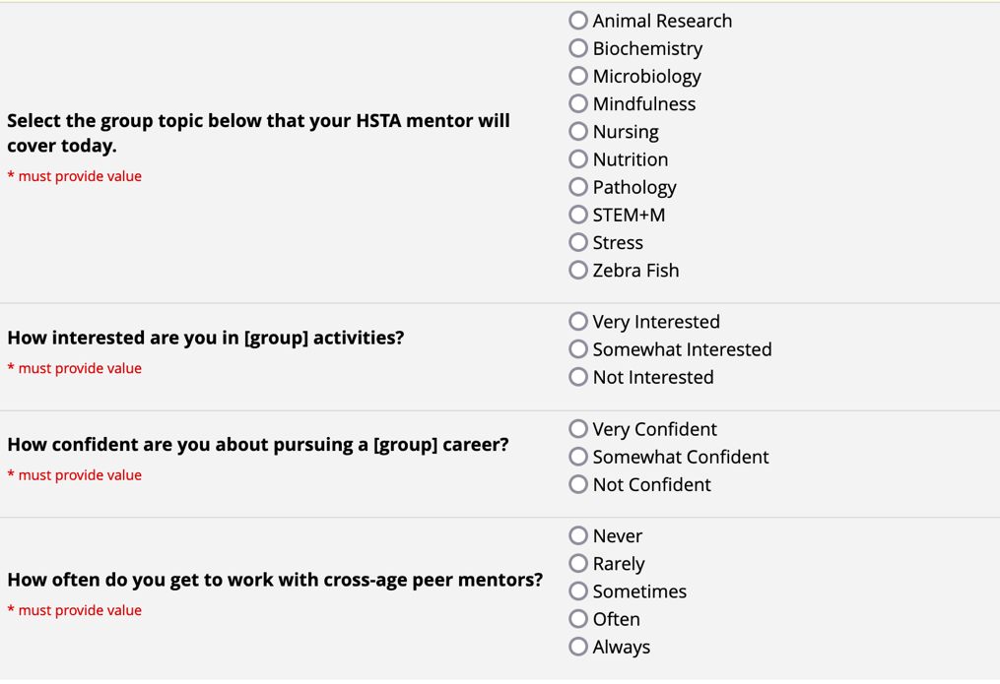 Select the group topic below that your HSTA mentor will
cover today.
* must provide value
Animal Research
Biochemistry
Microbiology
Mindfulness
Nursing
Nutrition
Pathology
STEM+M
Stress
Zebra Fish
How interested are you in [group] activities?
* must provide value
Very Interested
Somewhat Interested
Not Interested
How confident are you about pursuing a [group] career?
* must provide value
Very Confident
Somewhat Confident
Not Confident
How often do you get to work with cross-age peer mentors?
* must provide value
Never
Rarely
Sometimes
Often
Always